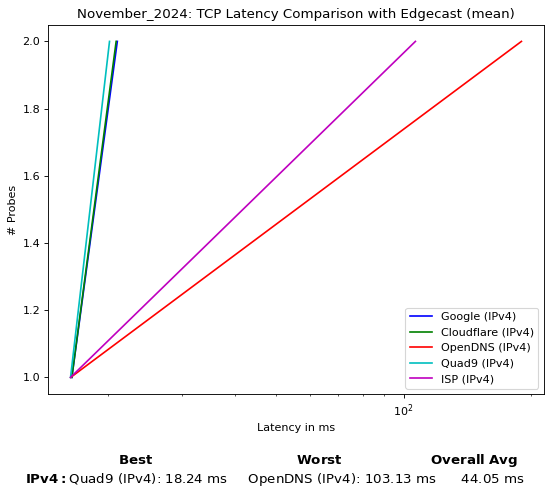 November_2024: TCP Latency Comparison with Edgecast (mean)
2.0
1.8
1.6
1.4
1.2
1.0
# Probes
Google (IPv4)
Cloudflare (IPv4)
OpenDNS (IPv4)
Quad9 (IPv4)
ISP (IPv4)
10²
Latency in ms
Best Worst Overall Avg
IPv4: Quad9 (IPv4): 18.24 ms OpenDNS (IPv4): 103.13 ms 44.05 ms